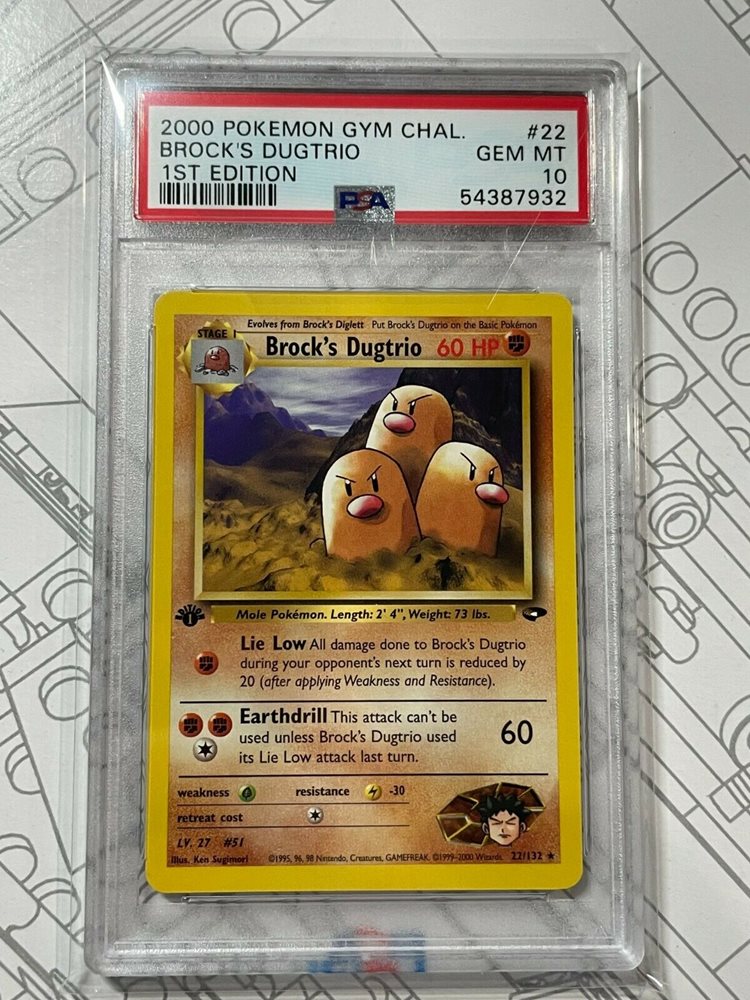 2000 POKEMON GYM CHAL. #22
BROCK'S DUGTRIO GEM MT
1ST EDITION 10
PSA 54387932
Evolves from Brock's Diglett Put Brock's Dugtrio on the Basic Pokémon
STAGE 1
Brock's Dugtrio 60 HP
EDITION
1
Mole Pokémon. Length: 2' 4", Weight: 73 lbs.
Lie Low All damage done to Brock's Dugtrio
during your opponent's next turn is reduced by
20 (after applying Weakness and Resistance).
Earthdrill This attack can't be
used unless Brock's Dugtrio used 60
its Lie Low attack last turn.
weakness resistance -30
retreat cost
LV. 27 #51
Illus. Ken Sugimori ©1995, 96, 98 Nintendo, Creatures, GAMEFREAK. ©1999-2000 Wizards. 22/132 ★